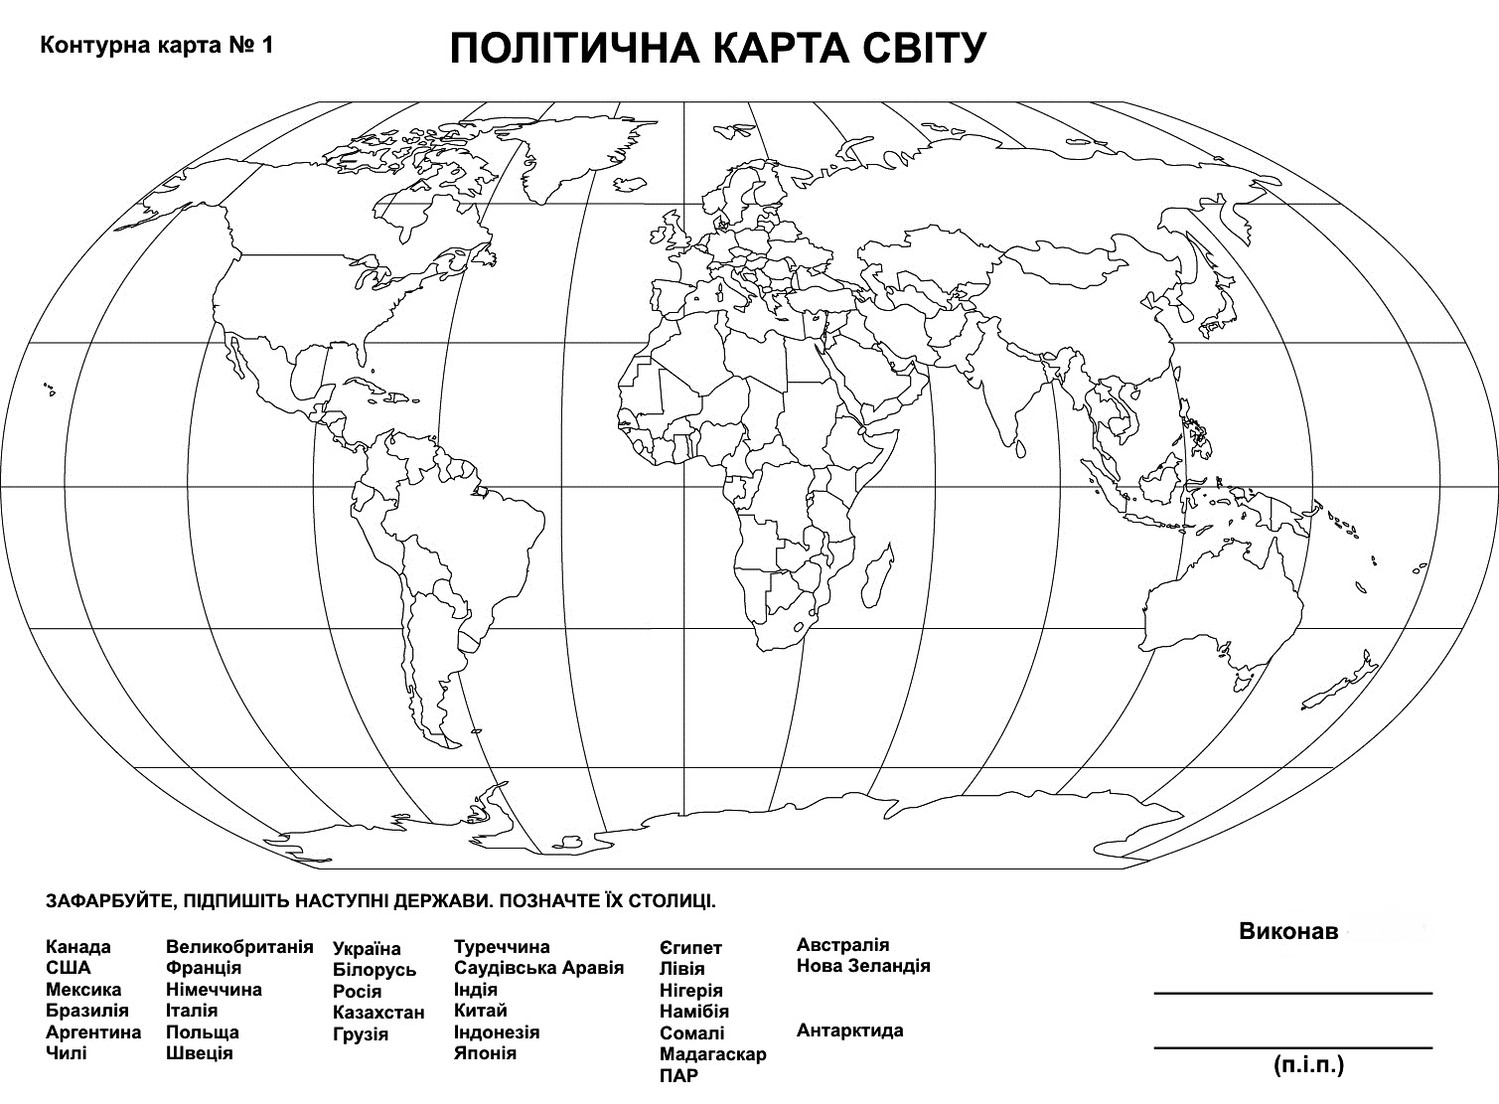 Контурна карта № 1
ПОЛІТИЧНА КАРТА СВІТУ
ЗАФАРБУЙТЕ, ПІДПИШІТЬ НАСТУПНІ ДЕРЖАВИ. ПОЗНАЧТЕ ЇХ СТОЛИЦІ.
Канада
США
Мексика
Бразилія
Аргентина
Чилі
Великобританія
Франція
Німеччина
Італія
Польща
Швеція
Україна
Білорусь
Росія
Казахстан
Грузія
Туреччина
Саудівська Аравія
Індія
Китай
Індонезія
Японія
Єгипет
Лівія
Нігерія
Намібія
Сомалі
Мадагаскар
ПАР
Австралія
Нова Зеландія
Антарктида
Виконав
(п.і.п.)